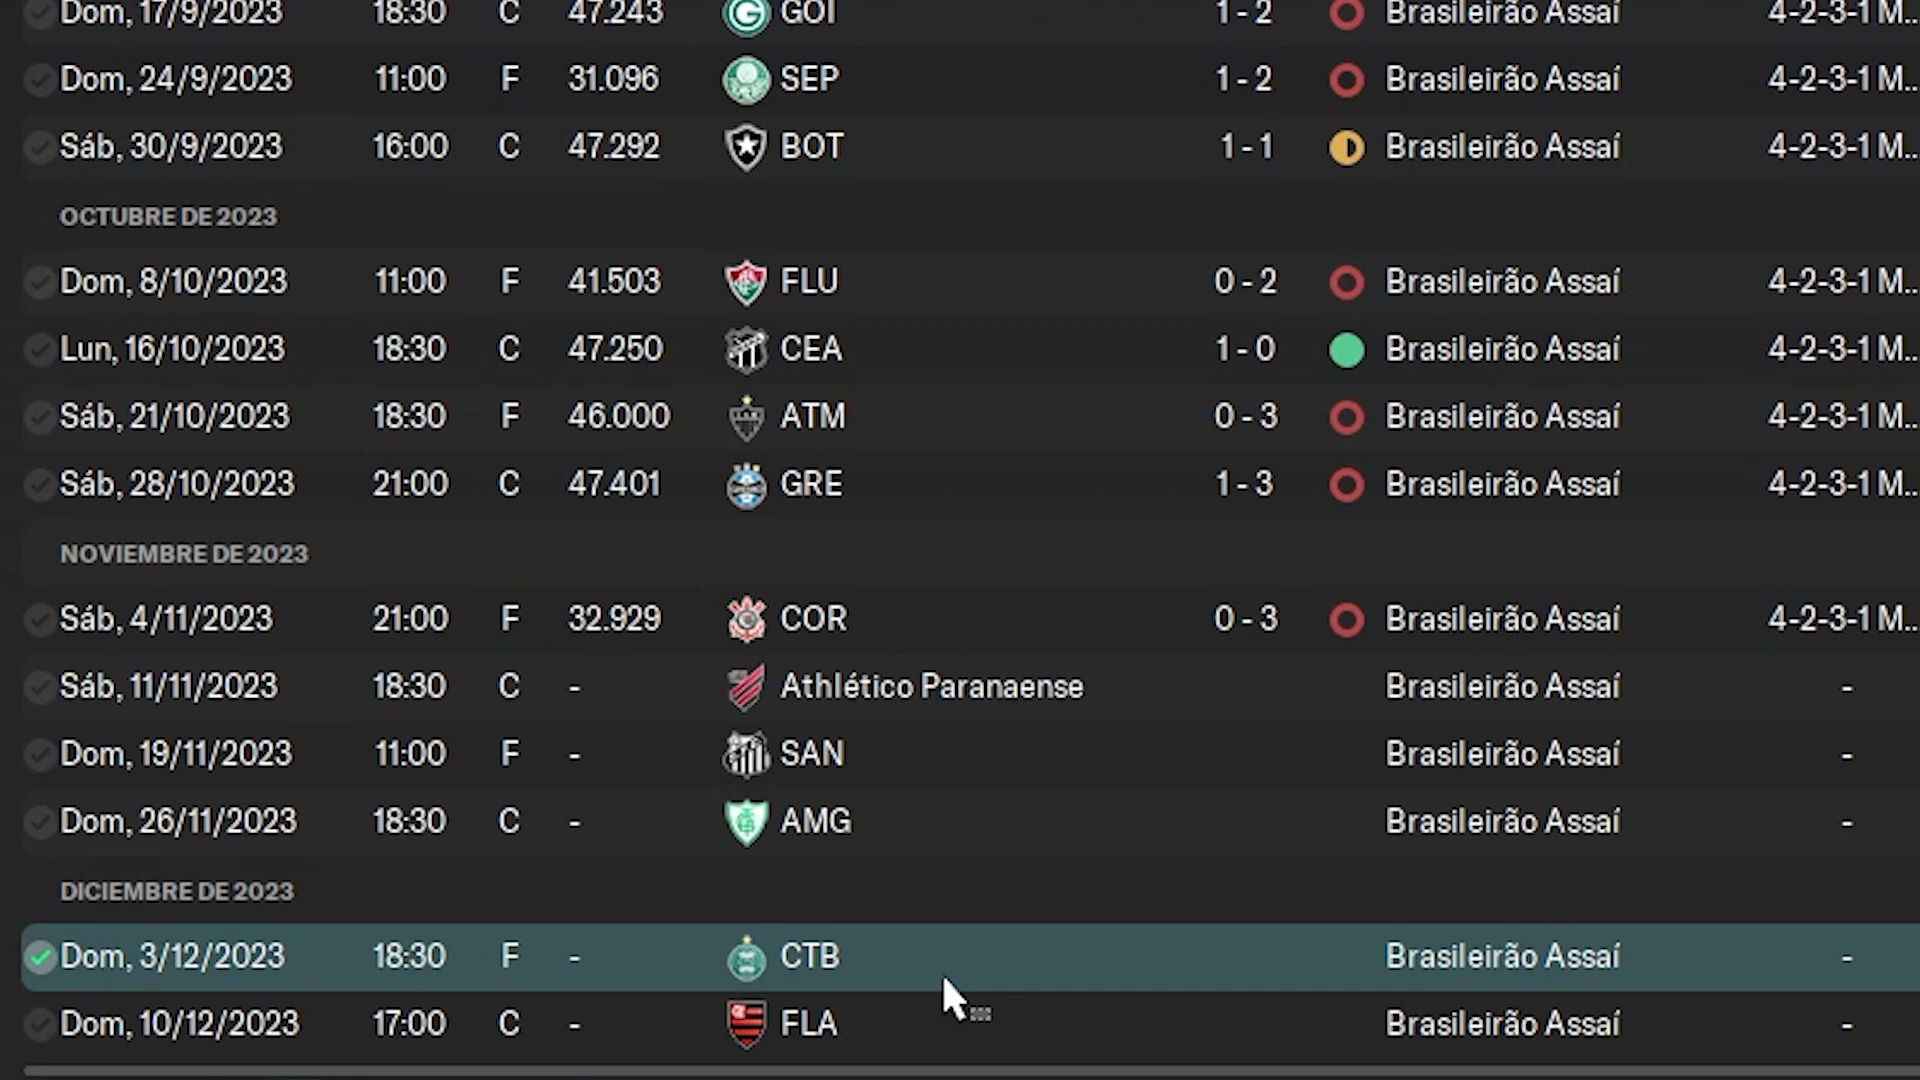 Dom, 17/9/2023 18:30 C 47.243 GOI 1 - 2 Brasileirão Assaí 4-2-3-1 M...
Dom, 24/9/2023 11:00 F 31.096 SEP 1 - 2 Brasileirão Assaí 4-2-3-1 M...
Sáb, 30/9/2023 16:00 C 47.292 BOT 1 - 1 Brasileirão Assaí 4-2-3-1 M...
OCTUBRE DE 2023
Dom, 8/10/2023 11:00 F 41.503 FLU 0 - 2 Brasileirão Assaí 4-2-3-1 M...
Lun, 16/10/2023 18:30 C 47.250 CEA 1 - 0 Brasileirão Assaí 4-2-3-1 M...
Sáb, 21/10/2023 18:30 F 46.000 ATM 0 - 3 Brasileirão Assaí 4-2-3-1 M...
Sáb, 28/10/2023 21:00 C 47.401 GRE 1 - 3 Brasileirão Assaí 4-2-3-1 M...
NOVIEMBRE DE 2023
Sáb, 4/11/2023 21:00 F 32.929 COR 0 - 3 Brasileirão Assaí 4-2-3-1 M...
Sáb, 11/11/2023 18:30 C - Athlético Paranaense Brasileirão Assaí -
Dom, 19/11/2023 11:00 F - SAN Brasileirão Assaí -
Dom, 26/11/2023 18:30 C - AMG Brasileirão Assaí -
DICIEMBRE DE 2023
Dom, 3/12/2023 18:30 F - CTB Brasileirão Assaí -
Dom, 10/12/2023 17:00 C - FLA Brasileirão Assaí -